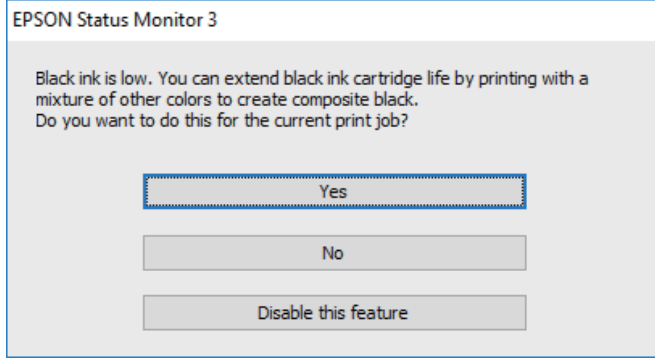 EPSON Status Monitor 3
Black ink is low. You can extend black ink cartridge life by printing with a
mixture of other colors to create composite black.
Do you want to do this for the current print job?
Yes
No
Disable this feature